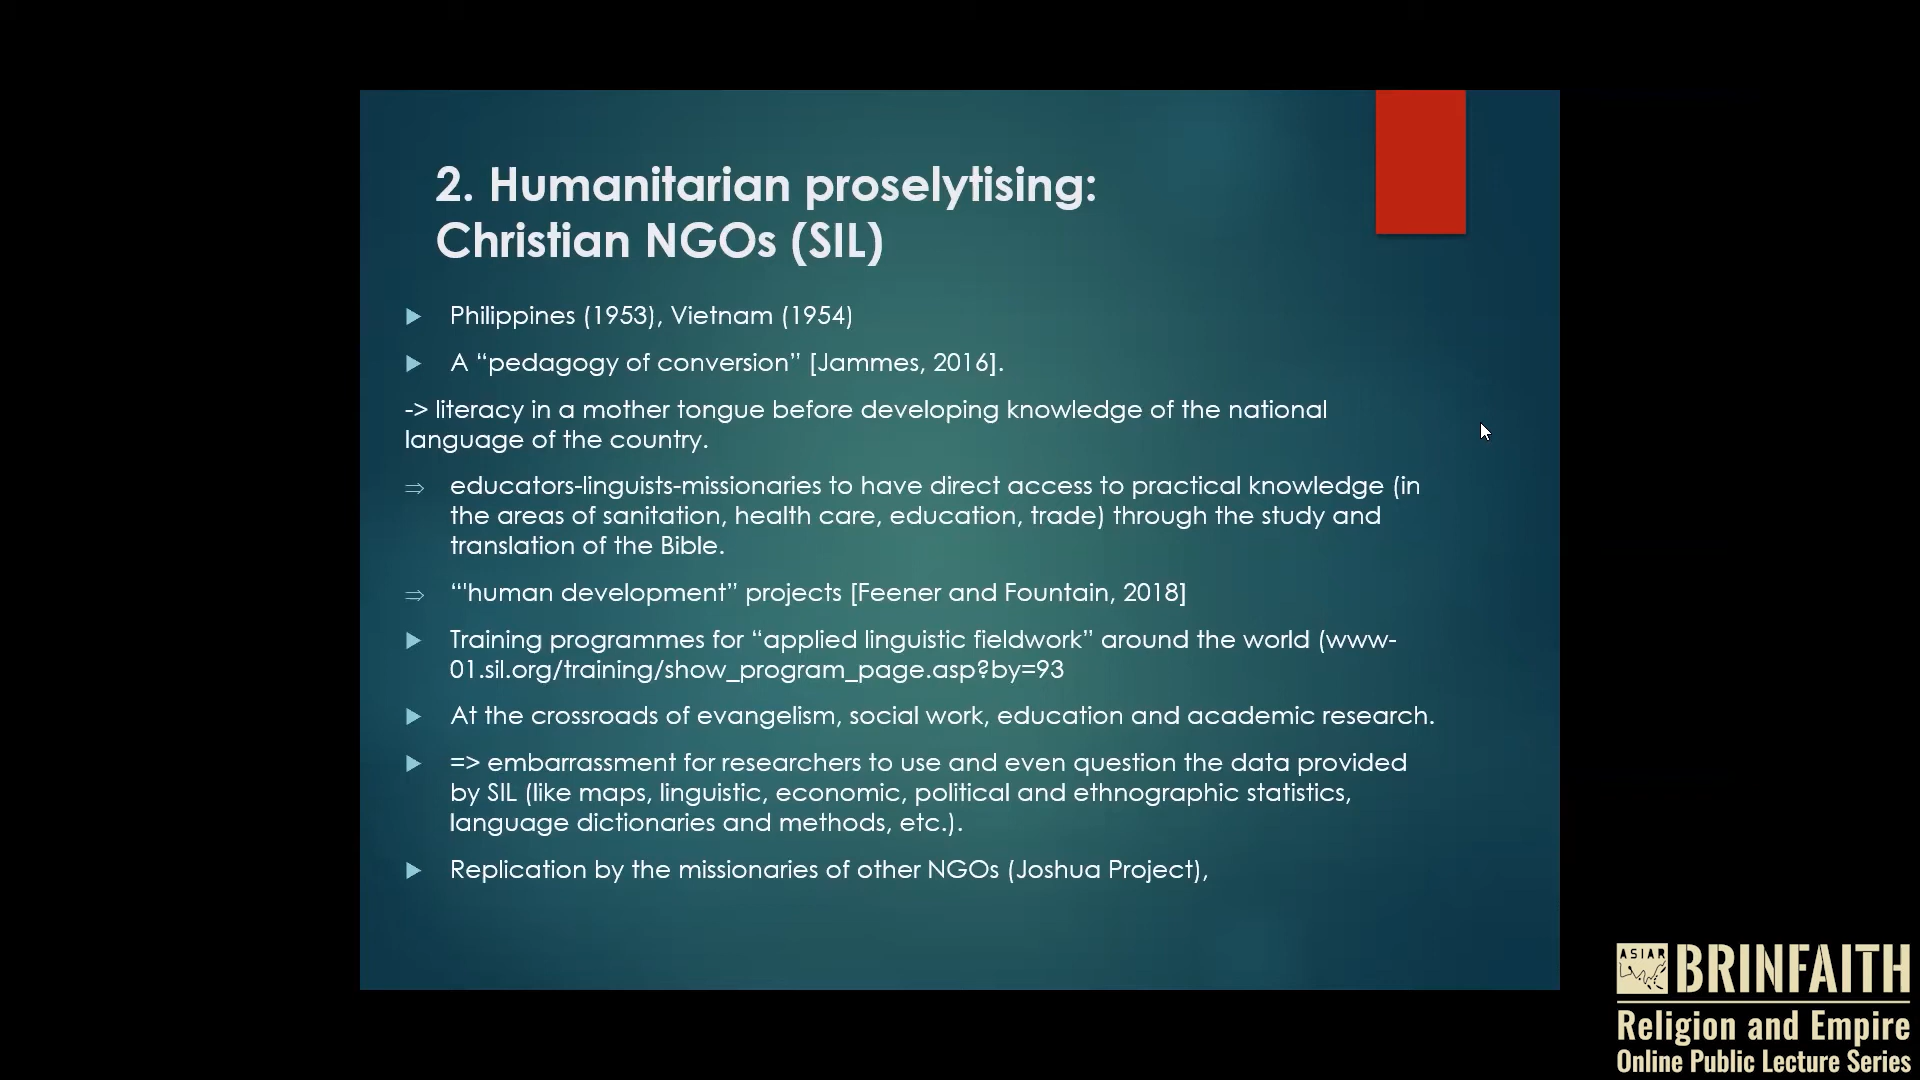 2. Humanitarian proselytising:
Christian NGOs (SIL)
Philippines (1953), Vietnam (1954)
A “pedagogy of conversion” [Jammes, 2016].
-> literacy in a mother tongue before developing knowledge of the national
language of the country.
⇒ educators-linguists-missionaries to have direct access to practical knowledge (in
the areas of sanitation, health care, education, trade) through the study and
translation of the Bible.
⇒ “'human development” projects [Feener and Fountain, 2018]
Training programmes for “applied linguistic fieldwork” around the world (www-
01.sil.org/training/show_program_page.asp?by=93
At the crossroads of evangelism, social work, education and academic research.
=> embarrassment for researchers to use and even question the data provided
by SIL (like maps, linguistic, economic, political and ethnographic statistics,
language dictionaries and methods, etc.).
Replication by the missionaries of other NGOs (Joshua Project),
ASIAR
BRINFAITH
Religion and Empire
Online Public Lecture Series